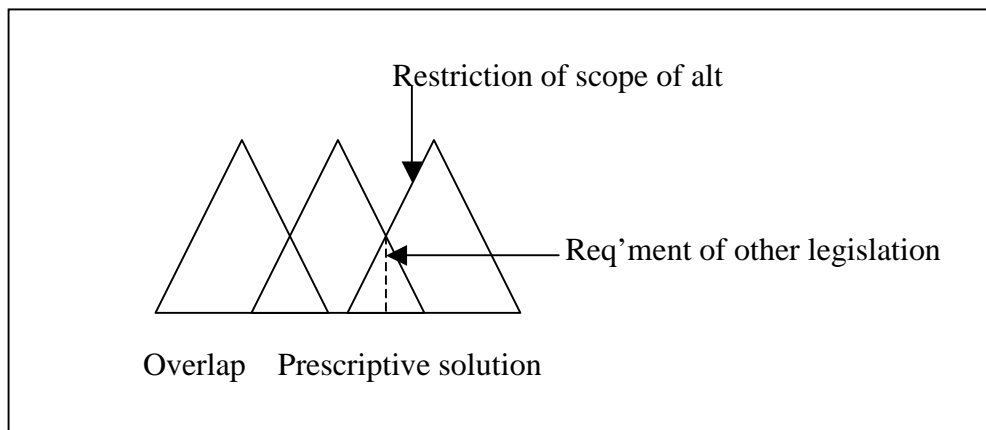 Restriction of scope of alt
Req’ment of other legislation
Overlap Prescriptive solution